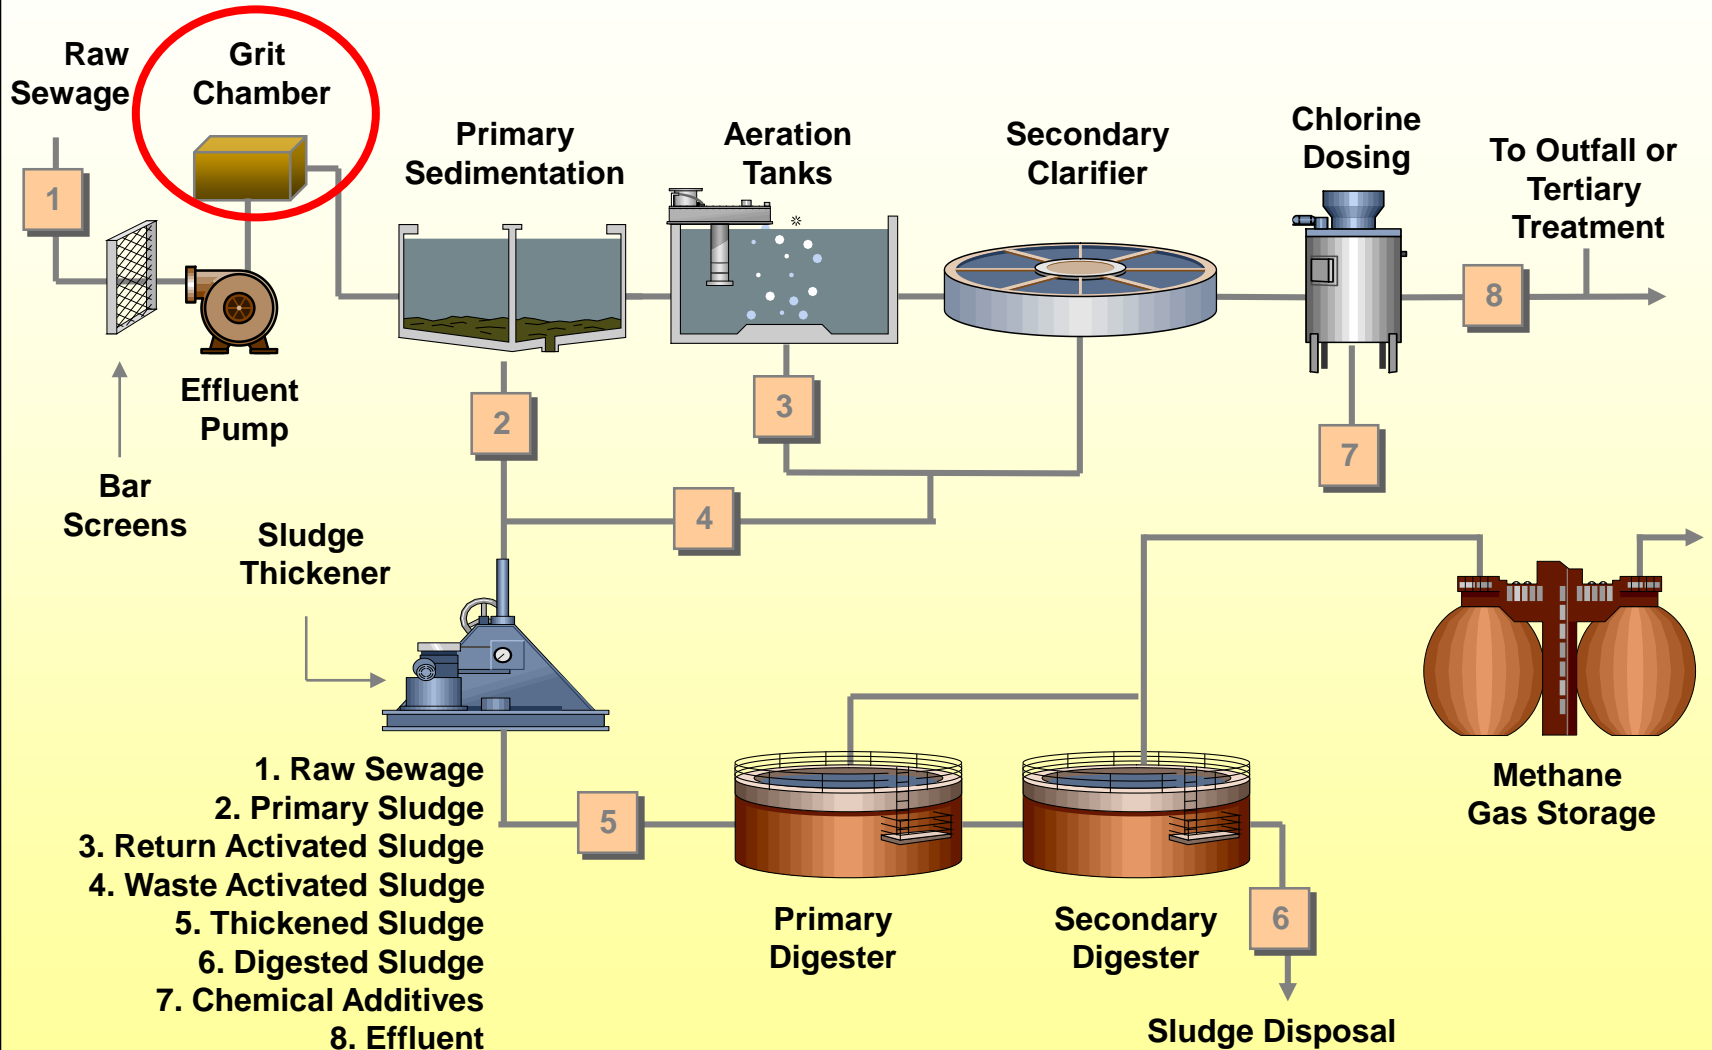 Raw
Sewage
Grit
Chamber
Primary
Sedimentation
Aeration
Tanks
Secondary
Clarifier
Chlorine
Dosing
To Outfall or
Tertiary
Treatment
1
8
Effluent
Pump
2
3
7
Bar
Screens
4
Sludge
Thickener
1. Raw Sewage
2. Primary Sludge
3. Return Activated Sludge
4. Waste Activated Sludge
5. Thickened Sludge
6. Digested Sludge
7. Chemical Additives
8. Effluent
5
Primary
Digester
Secondary
Digester
6
Methane
Gas Storage
Sludge Disposal